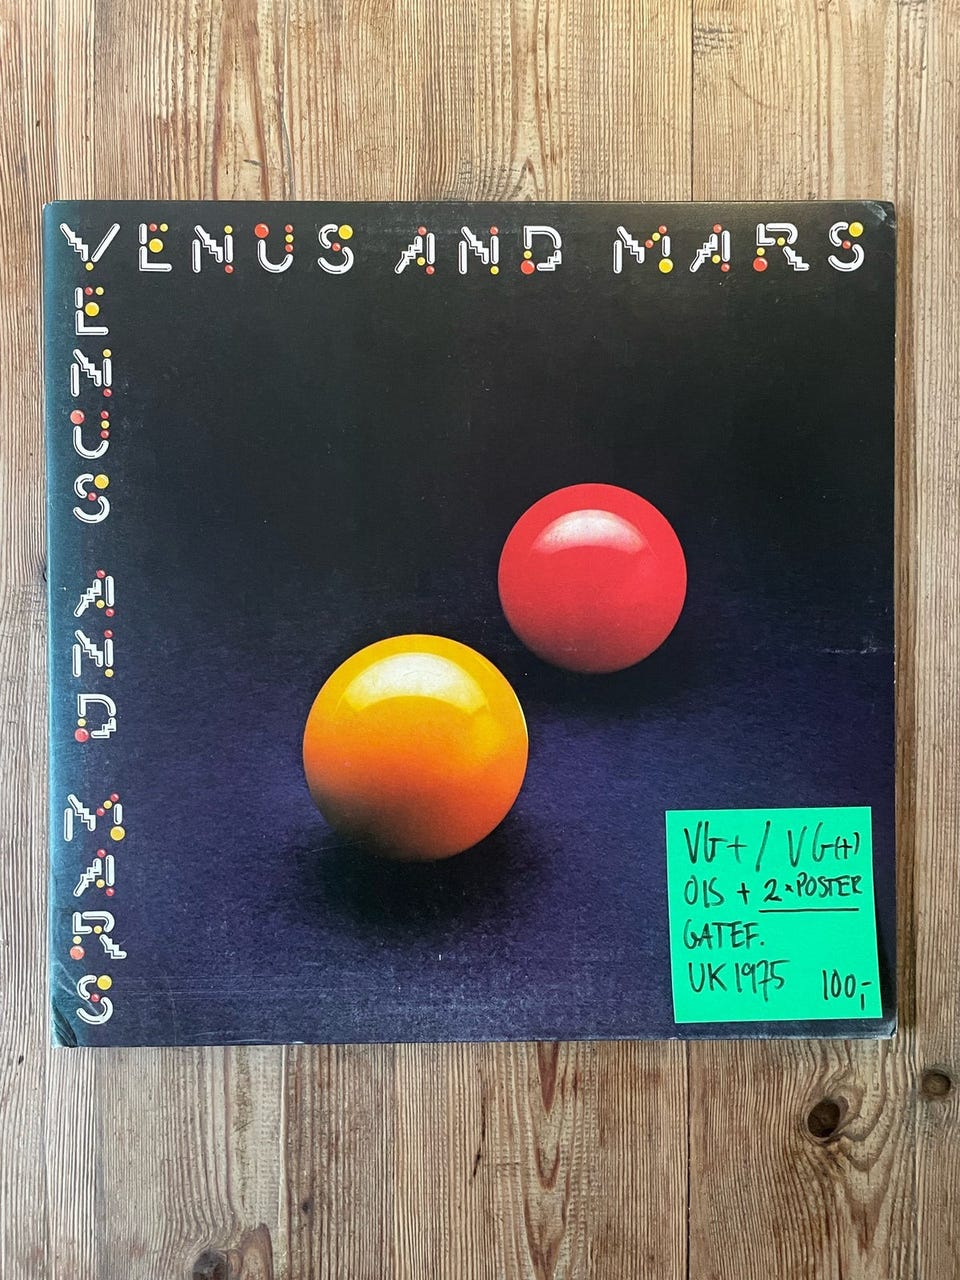 VENUS AND MARS
VENUS AND MARS
VG+ / VG(+)
OIS + 2×POSTER
GATEF.
UK 1975 100,-